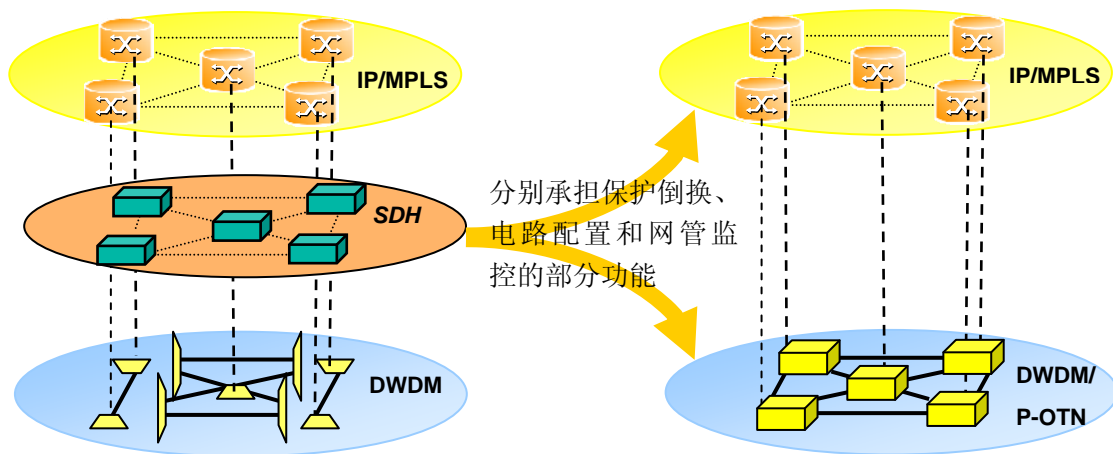 IP/MPLS
SDH
DWDM
分别承担保护倒换、
电路配置和网管监
控的部分功能
IP/MPLS
DWDM/
P-OTN